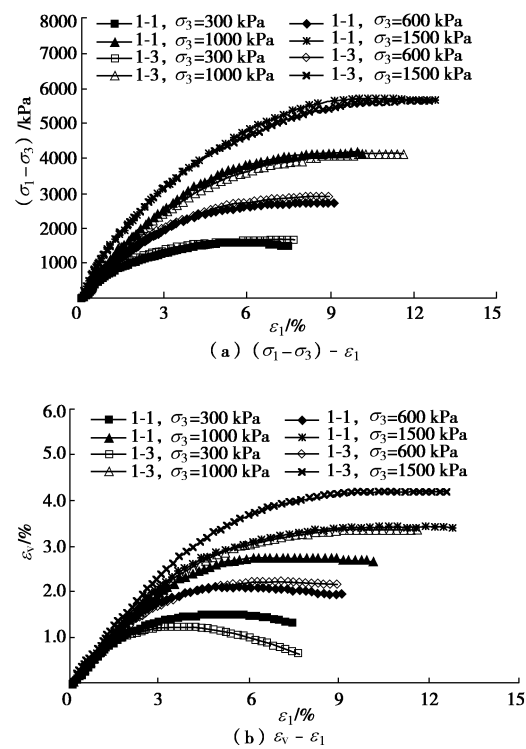 1-1, σ3=300 kPa 1-1, σ3=600 kPa
1-1, σ3=1000 kPa 1-1, σ3=1500 kPa
1-3, σ3=300 kPa 1-3, σ3=600 kPa
1-3, σ3=1000 kPa 1-3, σ3=1500 kPa
8000
7000
6000
5000
4000
3000
2000
1000
(σ1-σ3) /kPa
0 3 6 9 12 15
ε1/%
(a) (σ1-σ3) - ε1
1-1, σ3=300 kPa 1-1, σ3=600 kPa
1-1, σ3=1000 kPa 1-1, σ3=1500 kPa
1-3, σ3=300 kPa 1-3, σ3=600 kPa
1-3, σ3=1000 kPa 1-3, σ3=1500 kPa
6.0
5.0
4.0
3.0
2.0
1.0
εv/%
0 3 6 9 12 15
ε1/%
(b) εv - ε1